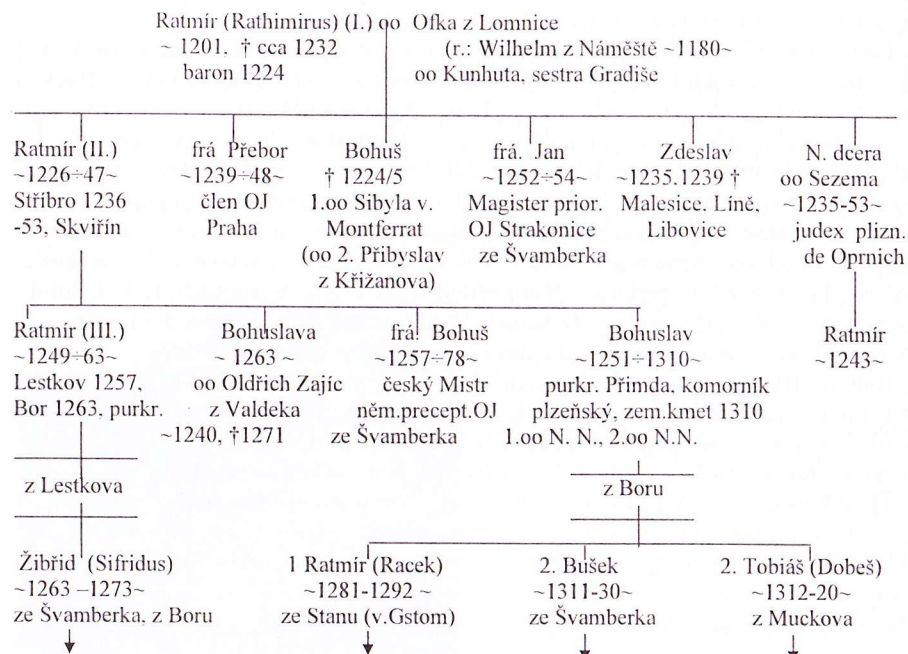 Ratmír (Rathimirus) (I.) oo Ofka z Lomnice
~ 1201, † cca 1232 (r.: Wilhelm z Náměště ~1180~
baron 1224 oo Kunhuta, sestra Gradiše
Ratmír (II.)
~1226÷47~
Stříbro 1236
-53, Skviřín
frá Přebor
~1239÷48~
člen OJ
Praha
Bohuš
† 1224/5
1.oo Sibyla v.
Montferrat
(oo 2. Přibyslav
z Křižanova)
frá. Jan
~1252÷54~
Magister prior.
OJ Strakonice
ze Švamberka
Zdeslav
~1235.1239 †
Malesice, Líně,
Libovice
N. dcera
oo Sezema
~1235-53~
judex plizn.
de Oprnich
Ratmír (III.)
~1249÷63~
Lestkov 1257,
Bor 1263, purkr.
Bohuslava
~ 1263 ~
oo Oldřich Zajíc
z Valdeka
~1240, †1271
frá. Bohuš
~1257÷78~
český Mistr
něm.precept.OJ
ze Švamberka
Bohuslav
~1251÷1310~
purkr. Přimda, komorník
plzeňský, zem.kmet 1310
1.oo N. N., 2.oo N.N.
Ratmír
~1243~
z Lestkova
z Boru
Žibřid (Sifridus)
~1263 –1273~
ze Švamberka, z Boru
1 Ratmír (Racek)
~1281-1292 ~
ze Stanu (v.Gstom)
2. Bušek
~1311-30~
ze Švamberka
2. Tobiáš (Dobeš)
~1312-20~
z Muckova